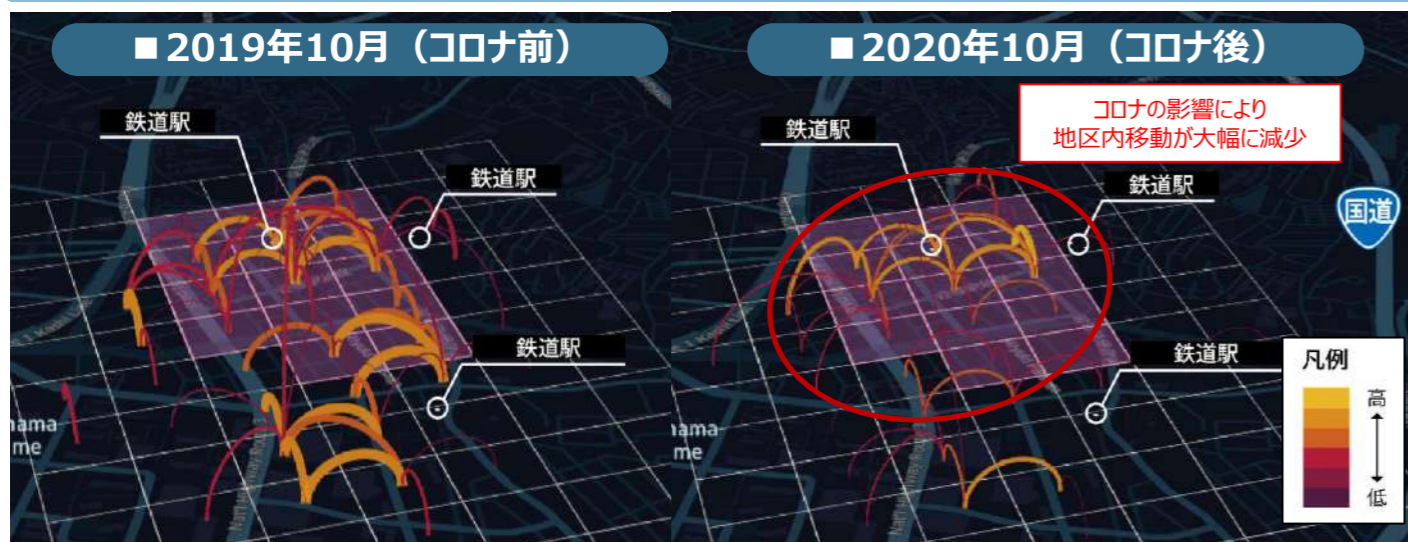 ■2019年10月（コロナ前）
■2020年10月（コロナ後）
コロナの影響により
地区内移動が大幅に減少
鉄道駅
鉄道駅
鉄道駅
鉄道駅
鉄道駅
鉄道駅
国道
凡例
高
低